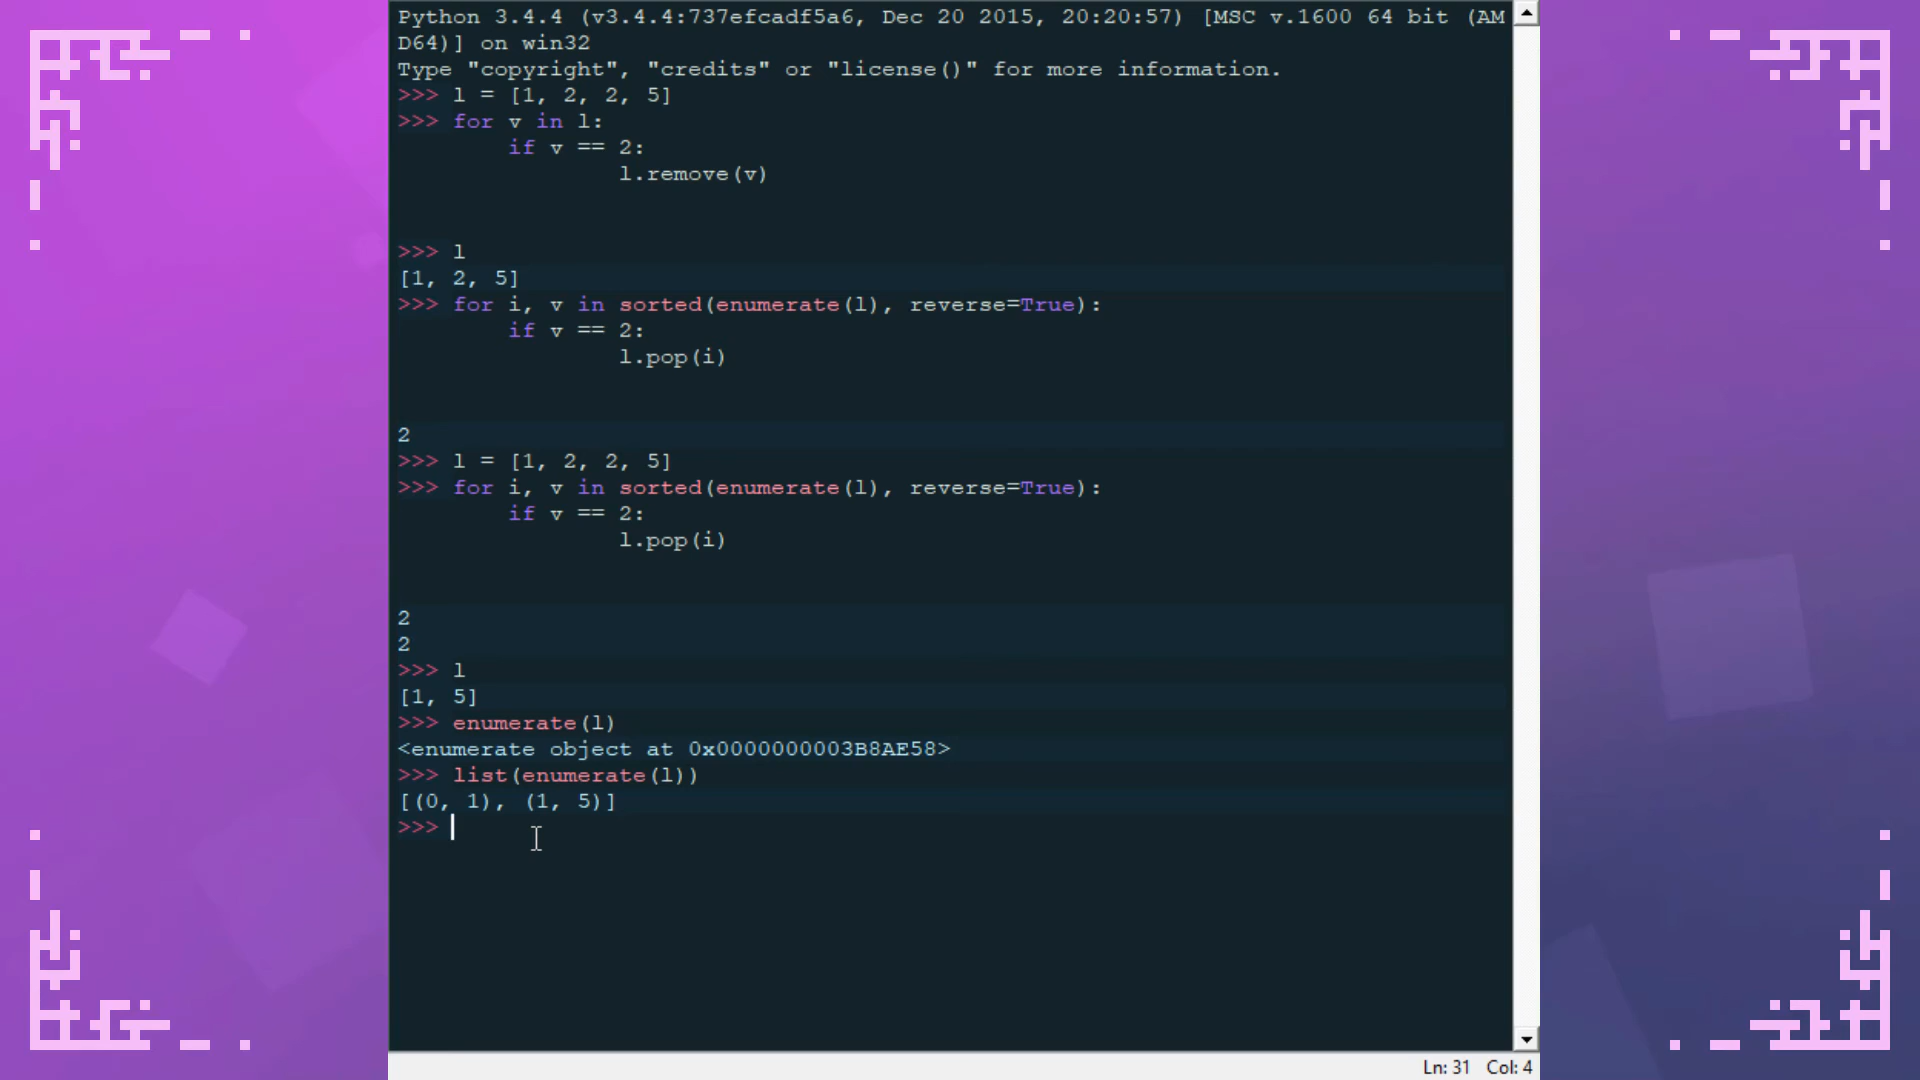 Python 3.4.4 (v3.4.4:737efcadf5a6, Dec 20 2015, 20:20:57) [MSC v.1600 64 bit (AM
D64)] on win32
Type "copyright", "credits" or "license()" for more information.
>>> l = [1, 2, 2, 5]
>>> for v in l:
        if v == 2:
                l.remove(v)
>>> l
[1, 2, 5]
>>> for i, v in sorted(enumerate(l), reverse=True):
        if v == 2:
                l.pop(i)
2
>>> l = [1, 2, 2, 5]
>>> for i, v in sorted(enumerate(l), reverse=True):
        if v == 2:
                l.pop(i)
2
2
>>> l
[1, 5]
>>> enumerate(l)
<enumerate object at 0x0000000003B8AE58>
>>> list(enumerate(l))
[(0, 1), (1, 5)]
>>>
Ln: 31 Col: 4